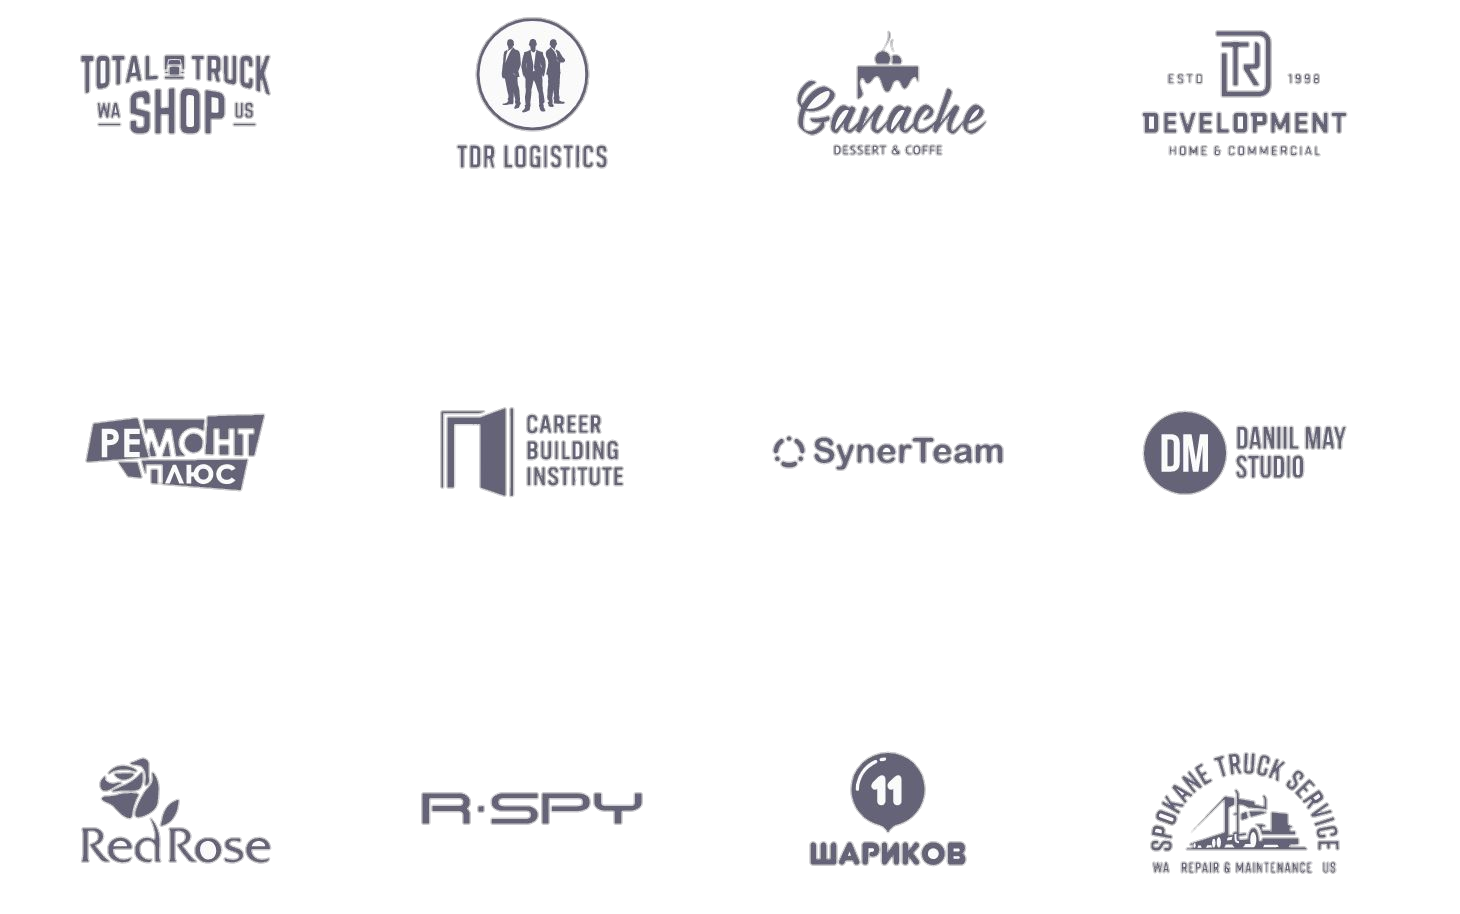 TOTAL TRUCK
WA SHOP US
TDR LOGISTICS
Ganache
DESSERT & COFFE
ESTD TRD 1998
DEVELOPMENT
HOME & COMMERCIAL
РЕМОНТ
ПЛЮС
CAREER
BUILDING
INSTITUTE
SynerTeam
DM
DANIIL MAY
STUDIO
RedRose
R·SPY
11
ШАРИКОВ
SPOKANE TRUCK SERVICE
WA REPAIR & MAINTENANCE US